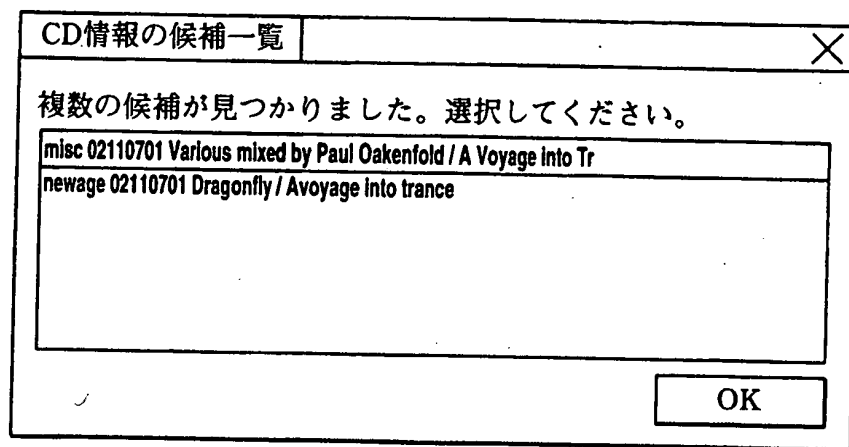 CD情報の候補一覧
複数の候補が見つかりました。選択してください。
misc 02110701 Various mixed by Paul Oakenfold / A Voyage into Tr
newage 02110701 Dragonfly / Avoyage into trance
OK